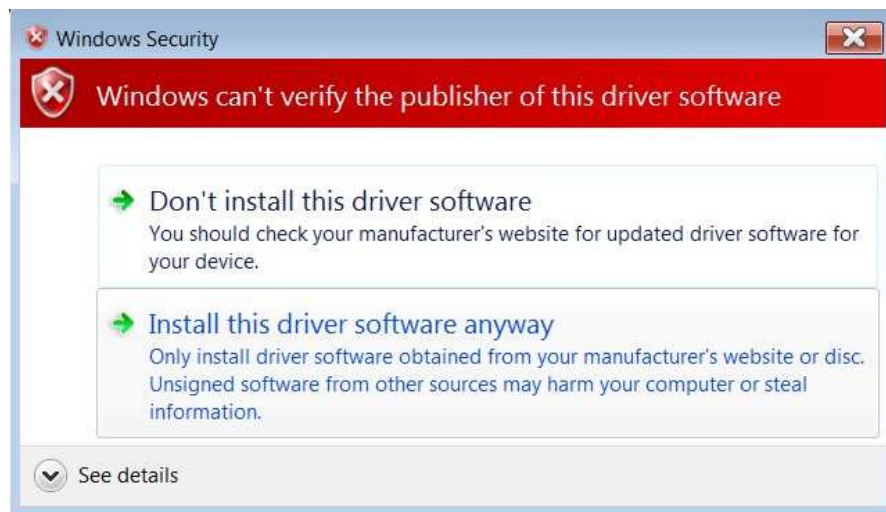 Windows Security
Windows can't verify the publisher of this driver software
Don't install this driver software
You should check your manufacturer's website for updated driver software for
your device.
Install this driver software anyway
Only install driver software obtained from your manufacturer's website or disc.
Unsigned software from other sources may harm your computer or steal
information.
See details